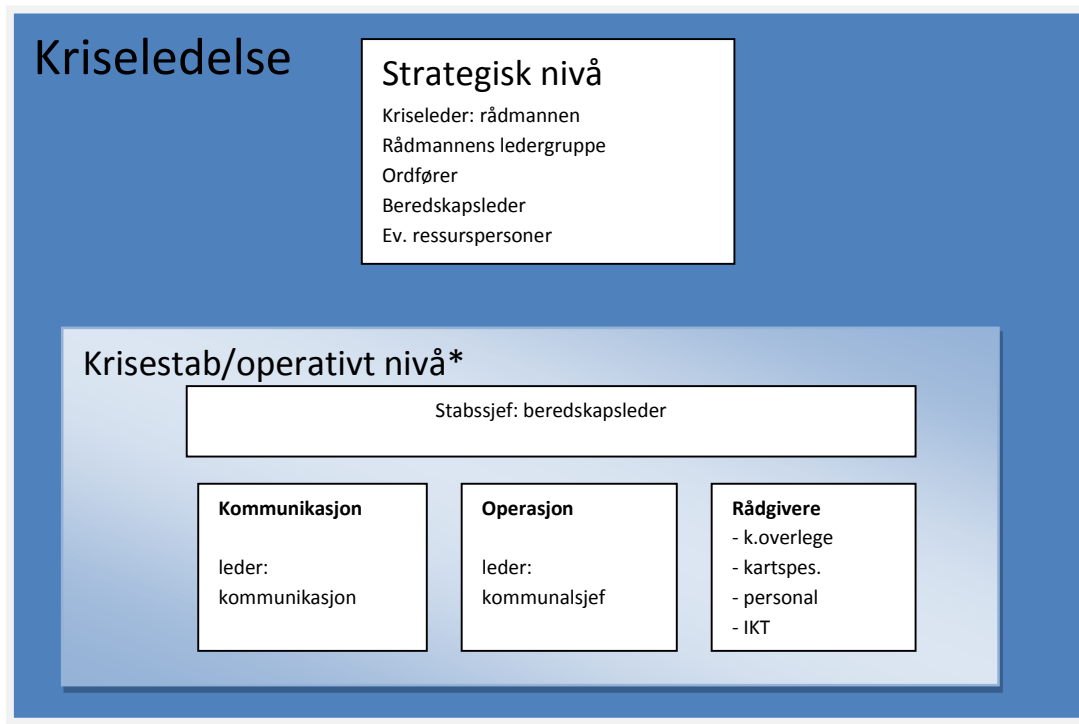 Kriseledelse
Strategisk nivå
Kriseleder: rådmannen
Rådmannens ledergruppe
Ordfører
Beredskapsleder
Ev. ressurspersoner
Krisestab/operativt nivå*
Stabssjef: beredskapsleder
Kommunikasjon
leder:
kommunikasjon
Operasjon
leder:
kommunalsjef
Rådgivere
- k.overlege
- kartspes.
- personal
- IKT